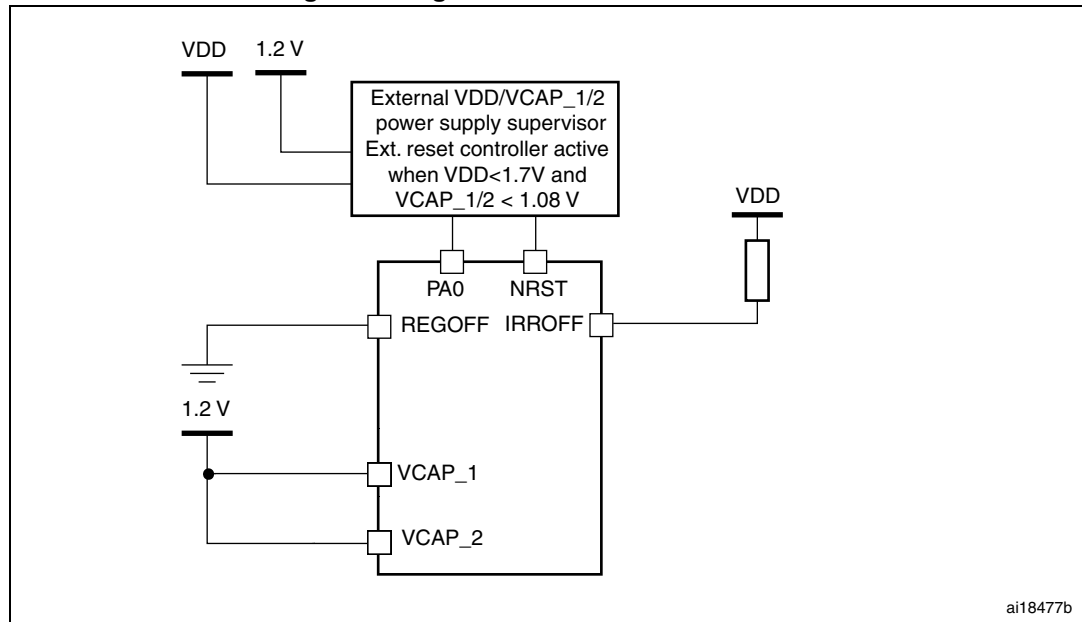 VDD 1.2 V
External VDD/VCAP_1/2
power supply supervisor
Ext. reset controller active
when VDD<1.7V and
VCAP_1/2 < 1.08 V
VDD
PA0 NRST
REGOFF IRROFF
1.2 V
VCAP_1
VCAP_2
ai18477b